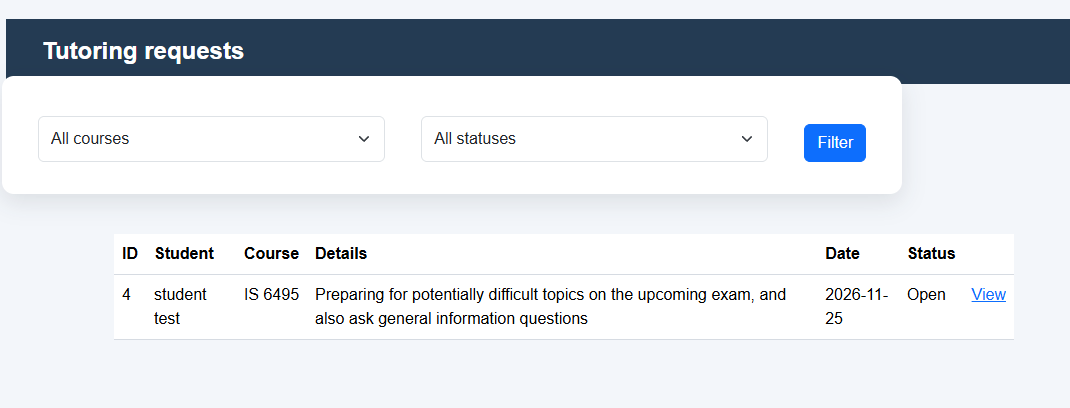 Tutoring requests
All courses All statuses Filter
ID Student Course Details Date Status
4 student IS 6495 Preparing for potentially difficult topics on the upcoming exam, and 2026-11- Open View
test also ask general information questions 25